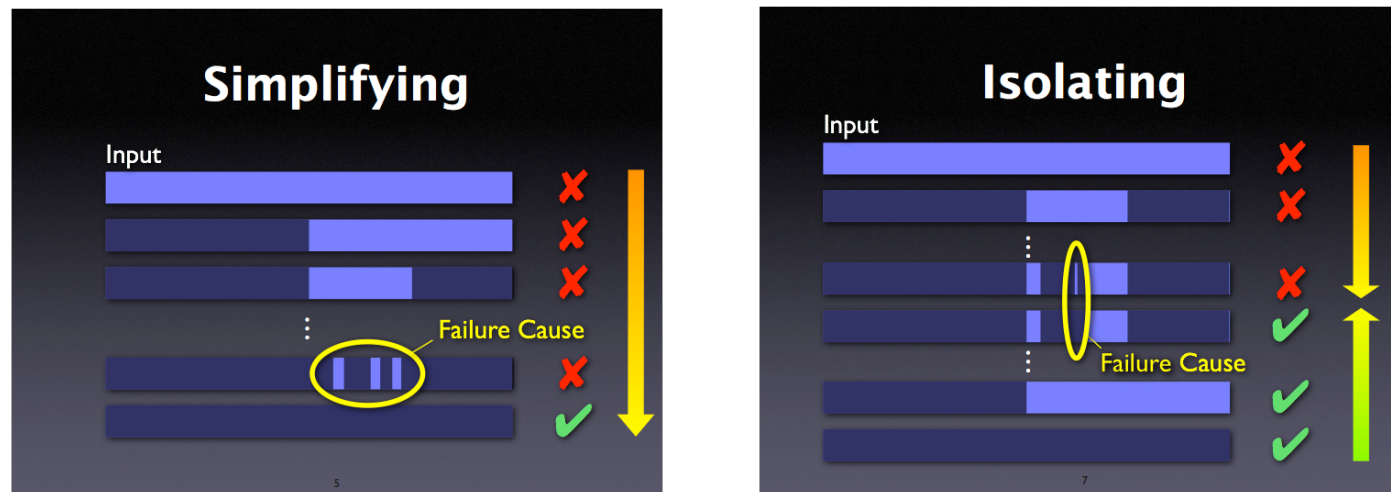 Simplifying
Input
Failure Cause
5
Isolating
Input
Failure Cause
7